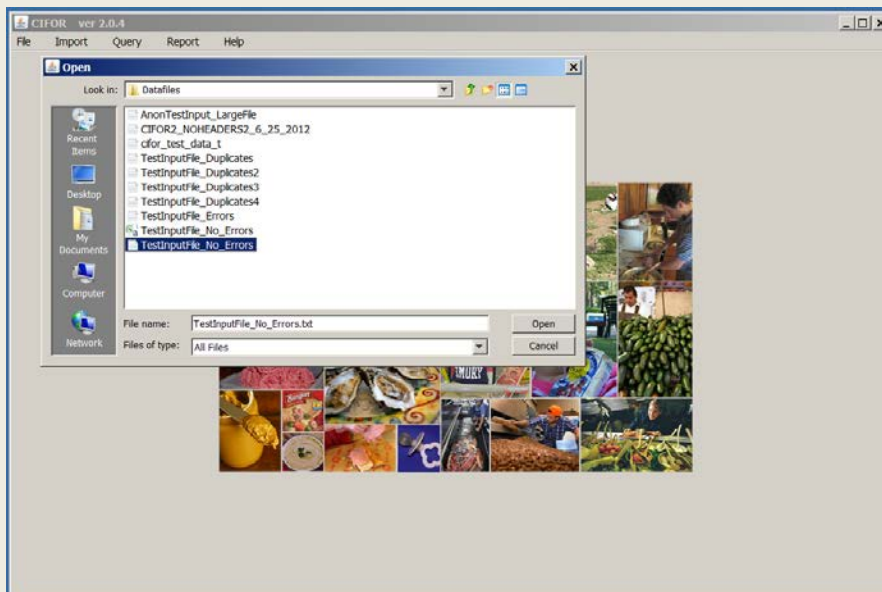 CIFOR ver 2.0.4
File Import Query Report Help
Open
Look in: Datafiles
Recent Items
Desktop
My Documents
Computer
Network
AnonTestInput_LargeFile
CIFOR2_NOHEADERS2_6_25_2012
cifor_test_data_t
TestInputFile_Duplicates
TestInputFile_Duplicates2
TestInputFile_Duplicates3
TestInputFile_Duplicates4
TestInputFile_Errors
TestInputFile_No_Errors
TestInputFile_No_Errors
File name: TestInputFile_No_Errors.txt Open
Files of type: All Files Cancel